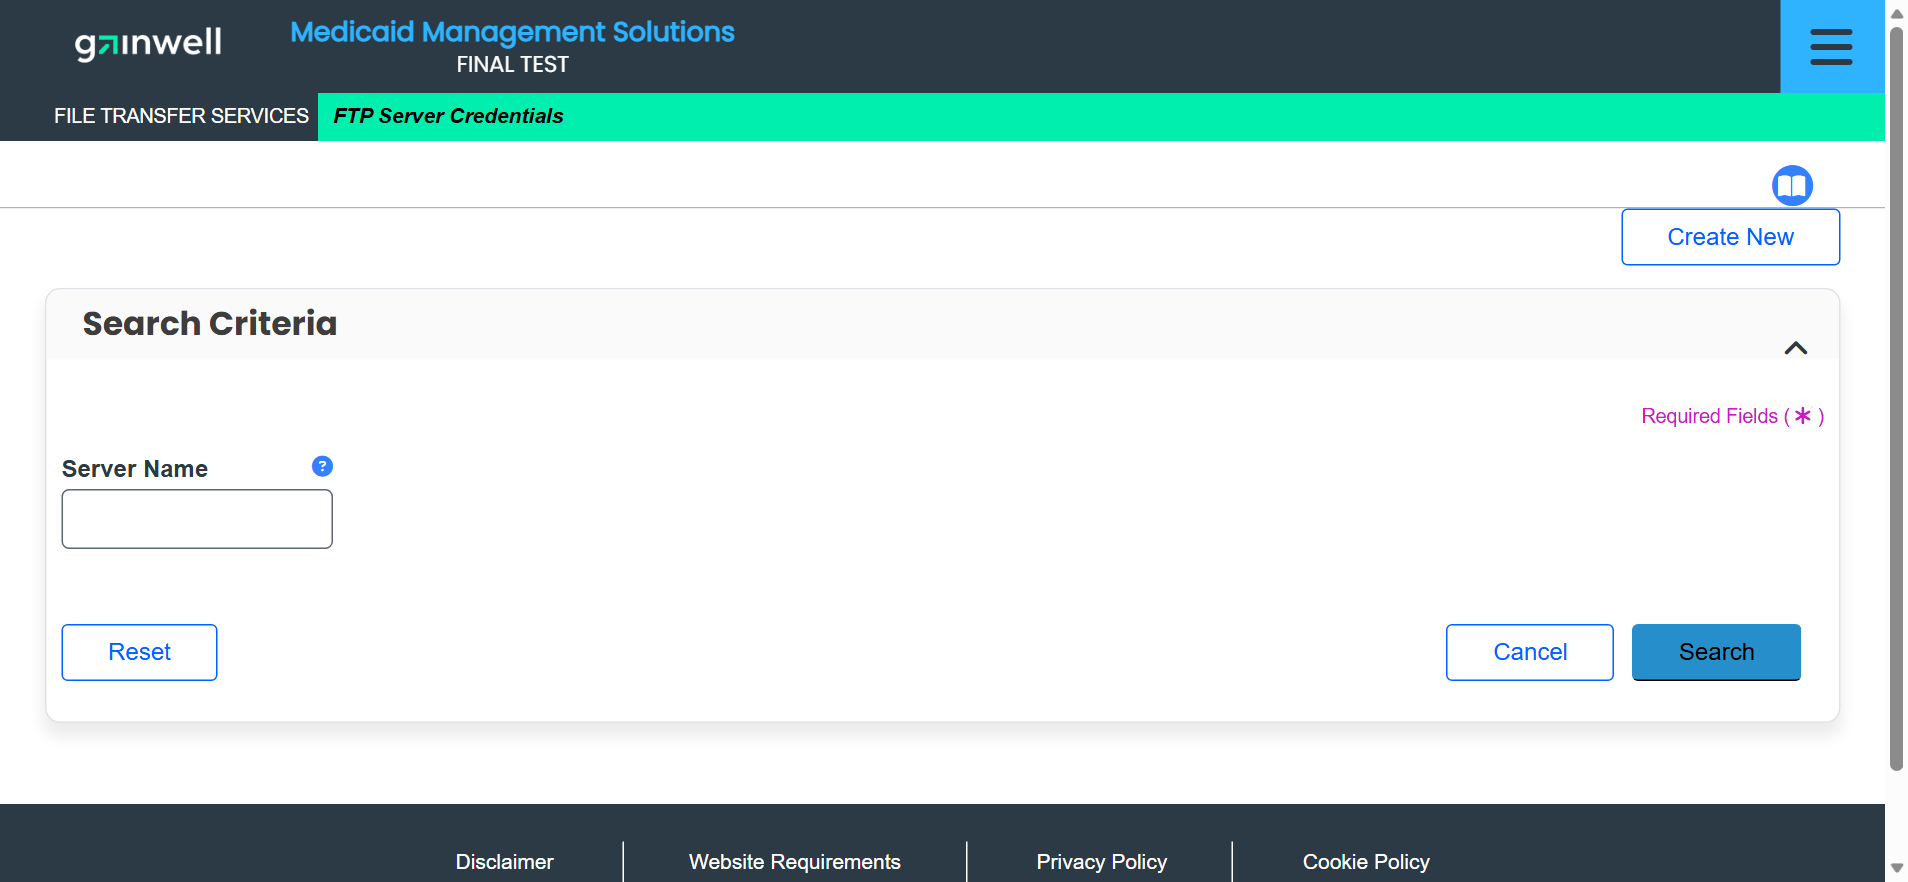 gainwell
Medicaid Management Solutions
FINAL TEST
FILE TRANSFER SERVICES
FTP Server Credentials
Create New
Search Criteria
Required Fields ( * )
Server Name ?
Reset
Cancel
Search
Disclaimer
Website Requirements
Privacy Policy
Cookie Policy